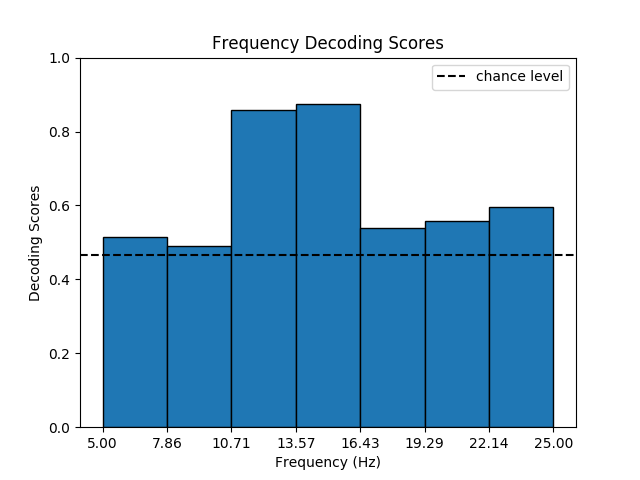 Frequency Decoding Scores
1.0
chance level
0.8
0.6
0.4
0.2
0.0
Decoding Scores
5.00 7.86 10.71 13.57 16.43 19.29 22.14 25.00
Frequency (Hz)